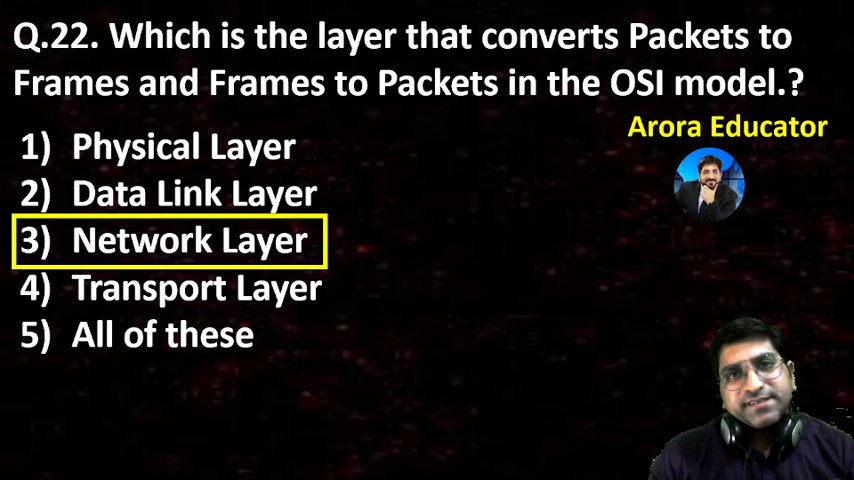 Q.22. Which is the layer that converts Packets to
Frames and Frames to Packets in the OSI model.?
Arora Educator
1) Physical Layer
2) Data Link Layer
3) Network Layer
4) Transport Layer
5) All of these